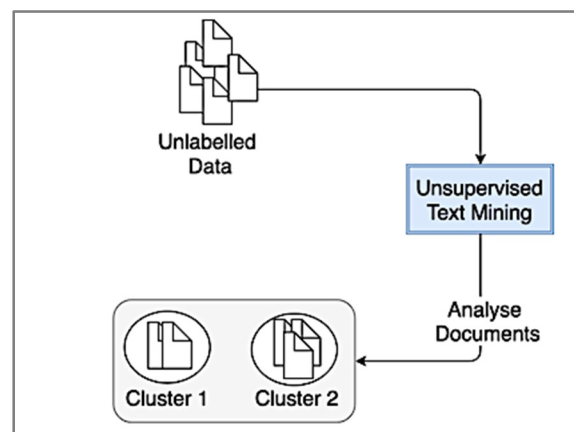 Unlabelled
Data
Unsupervised
Text Mining
Analyse
Documents
Cluster 1
Cluster 2